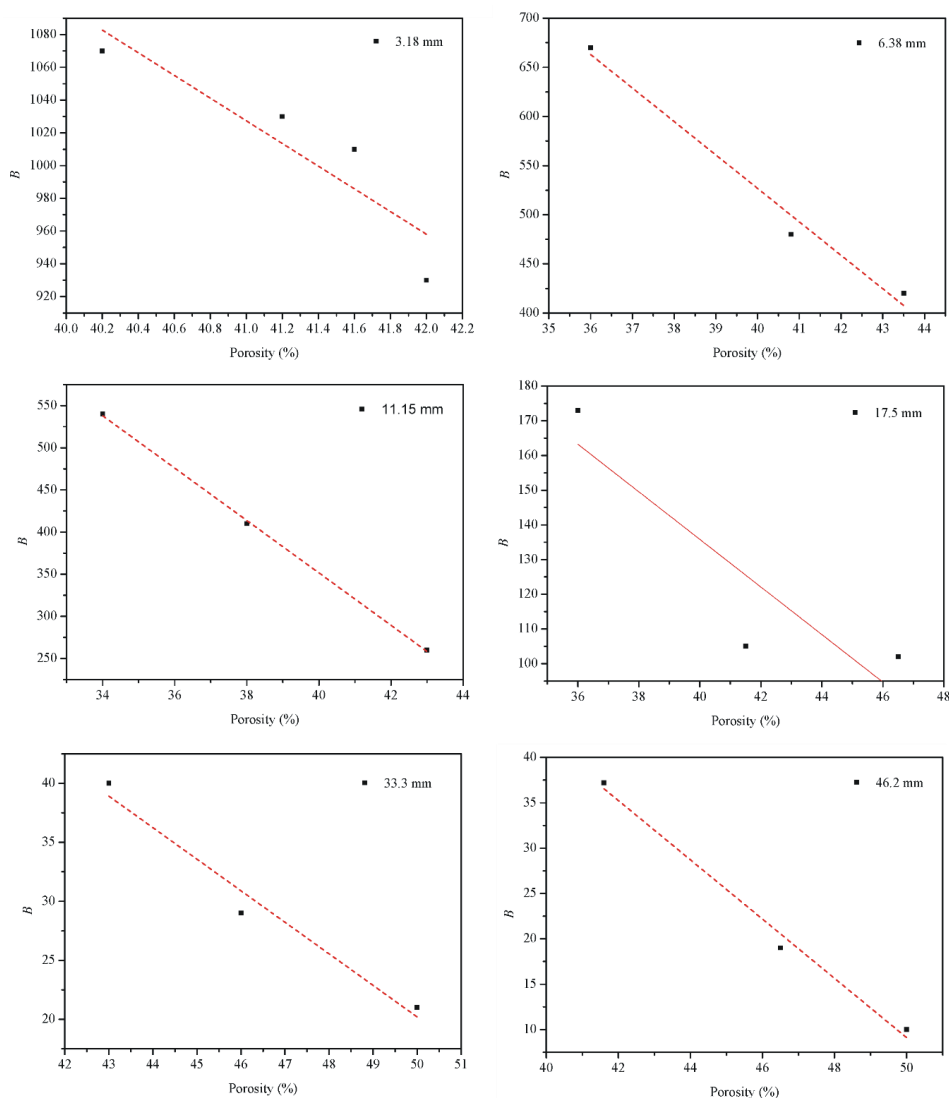 3.18 mm
1080
1060
1040
1020
1000
980
960
940
920
B
40.0 40.2 40.4 40.6 40.8 41.0 41.2 41.4 41.6 41.8 42.0 42.2
Porosity (%)
6.38 mm
700
650
600
550
500
450
400
B
35 36 37 38 39 40 41 42 43 44
Porosity (%)
11.15 mm
550
500
450
400
350
300
250
B
34 36 38 40 42 44
Porosity (%)
17.5 mm
180
170
160
150
140
130
120
110
100
B
36 38 40 42 44 46 48
Porosity (%)
33.3 mm
40
35
30
25
20
B
42 43 44 45 46 47 48 49 50 51
Porosity (%)
46.2 mm
40
35
30
25
20
15
10
B
40 42 44 46 48 50
Porosity (%)